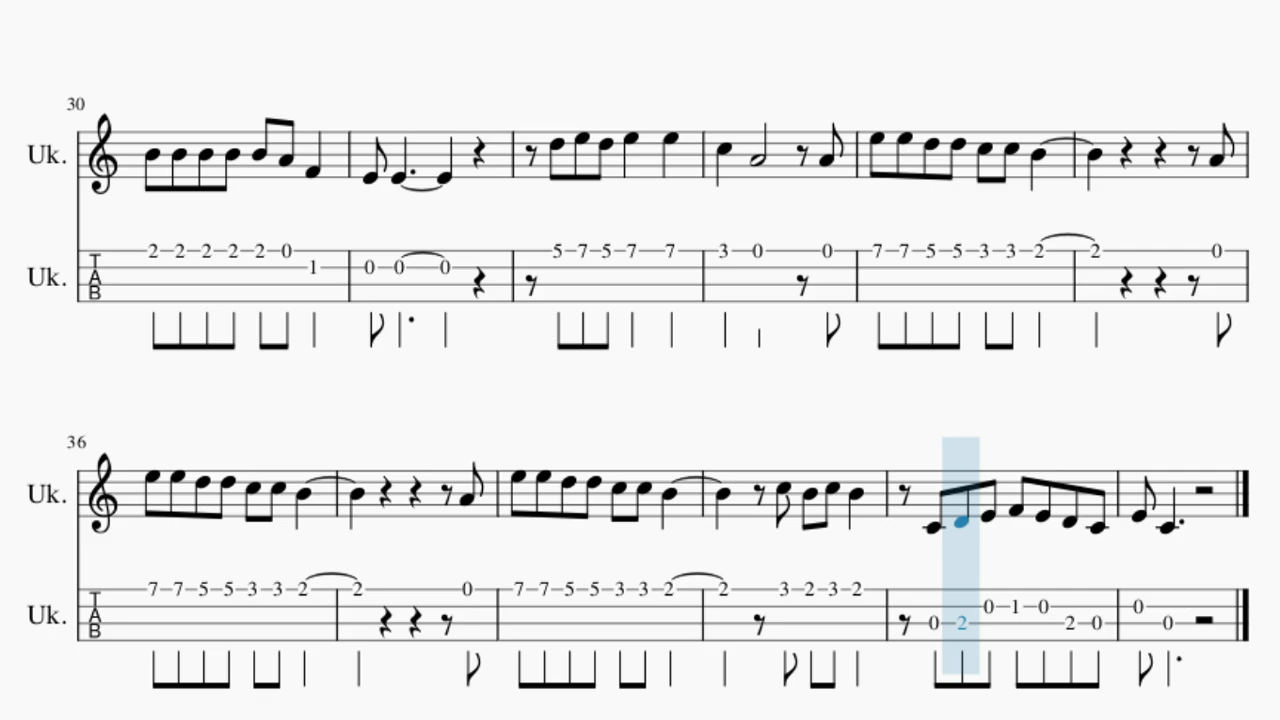 30
Uk.
2 2 2 2 2 0 5 7 5 7 7 3 0 0 7 7 5 5 3 3 2 2 0
1 0 0 0
TAB
Uk.
36
Uk.
7 7 5 5 3 3 2 2 0 7 7 5 5 3 3 2 2 3 2 3 2
0 1 0 0
TAB
Uk.
0 2 2 0 0